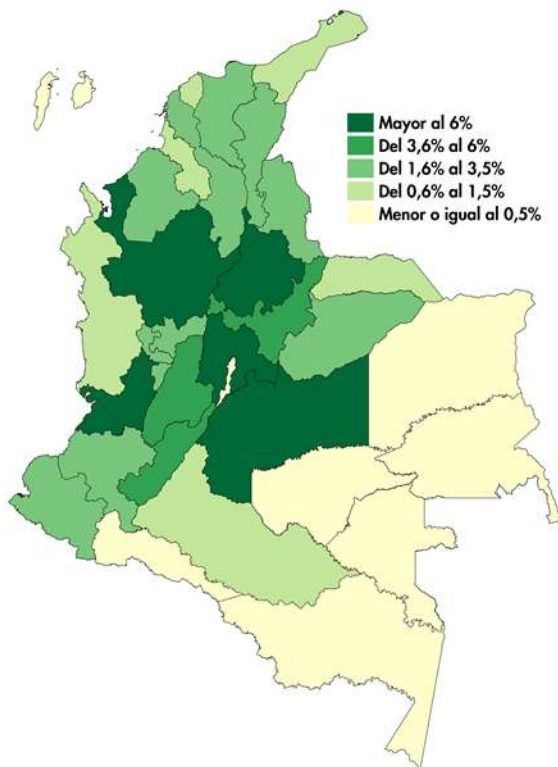 Mayor al 6%
Del 3,6% al 6%
Del 1,6% al 3,5%
Del 0,6% al 1,5%
Menor o igual al 0,5%